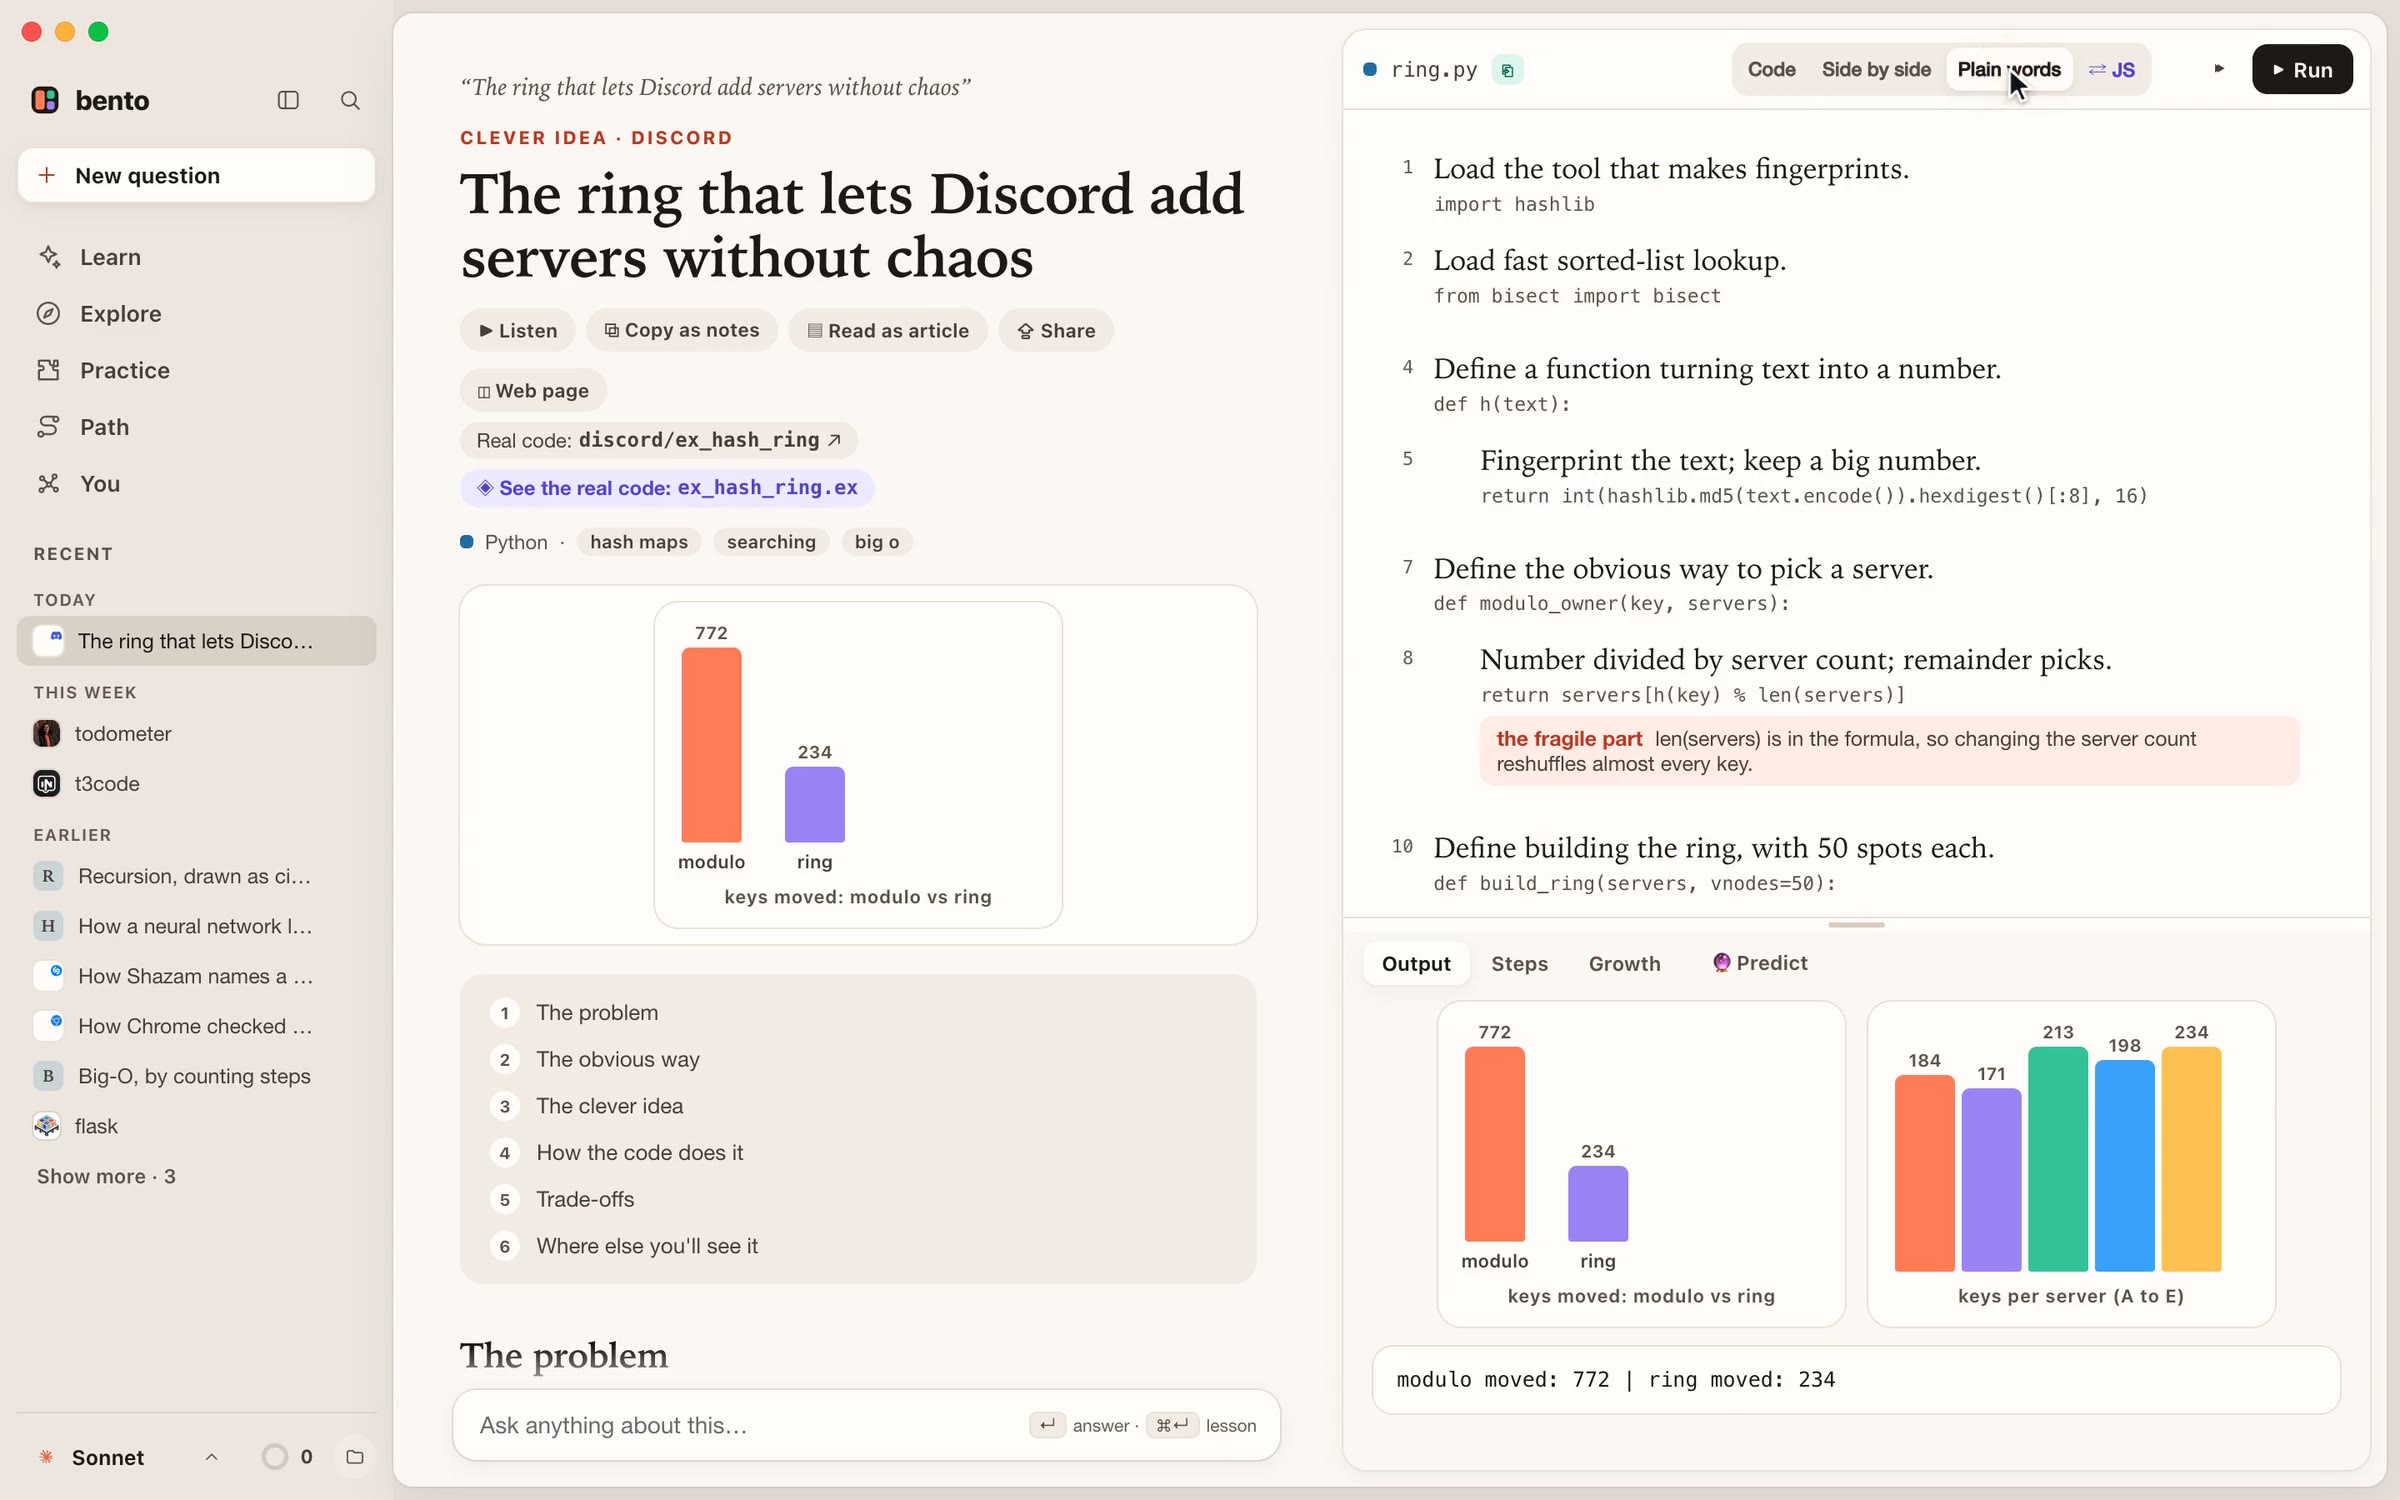 bento
New question
Learn
Explore
Practice
Path
You
RECENT
TODAY
The ring that lets Disco…
THIS WEEK
todometer
t3code
EARLIER
R Recursion, drawn as ci…
H How a neural network l…
How Shazam names a …
How Chrome checked …
B Big-O, by counting steps
flask
Show more · 3
Sonnet
0
“The ring that lets Discord add servers without chaos”
CLEVER IDEA · DISCORD
The ring that lets Discord add
servers without chaos
Listen Copy as notes Read as article Share
Web page
Real code: discord/ex_hash_ring ↗
See the real code: ex_hash_ring.ex
Python · hash maps searching big o
772
234
modulo ring
keys moved: modulo vs ring
1 The problem
2 The obvious way
3 The clever idea
4 How the code does it
5 Trade-offs
6 Where else you'll see it
The problem
Ask anything about this… ↵ answer · ⌘↵ lesson
ring.py
Code Side by side Plain words ⇄ JS
Run
1 Load the tool that makes fingerprints.
import hashlib
2 Load fast sorted-list lookup.
from bisect import bisect
4 Define a function turning text into a number.
def h(text):
5 Fingerprint the text; keep a big number.
return int(hashlib.md5(text.encode()).hexdigest()[:8], 16)
7 Define the obvious way to pick a server.
def modulo_owner(key, servers):
8 Number divided by server count; remainder picks.
return servers[h(key) % len(servers)]
the fragile part len(servers) is in the formula, so changing the server count
reshuffles almost every key.
10 Define building the ring, with 50 spots each.
def build_ring(servers, vnodes=50):
Output Steps Growth Predict
772
234
modulo ring
keys moved: modulo vs ring
184 171 213 198 234
keys per server (A to E)
modulo moved: 772 | ring moved: 234